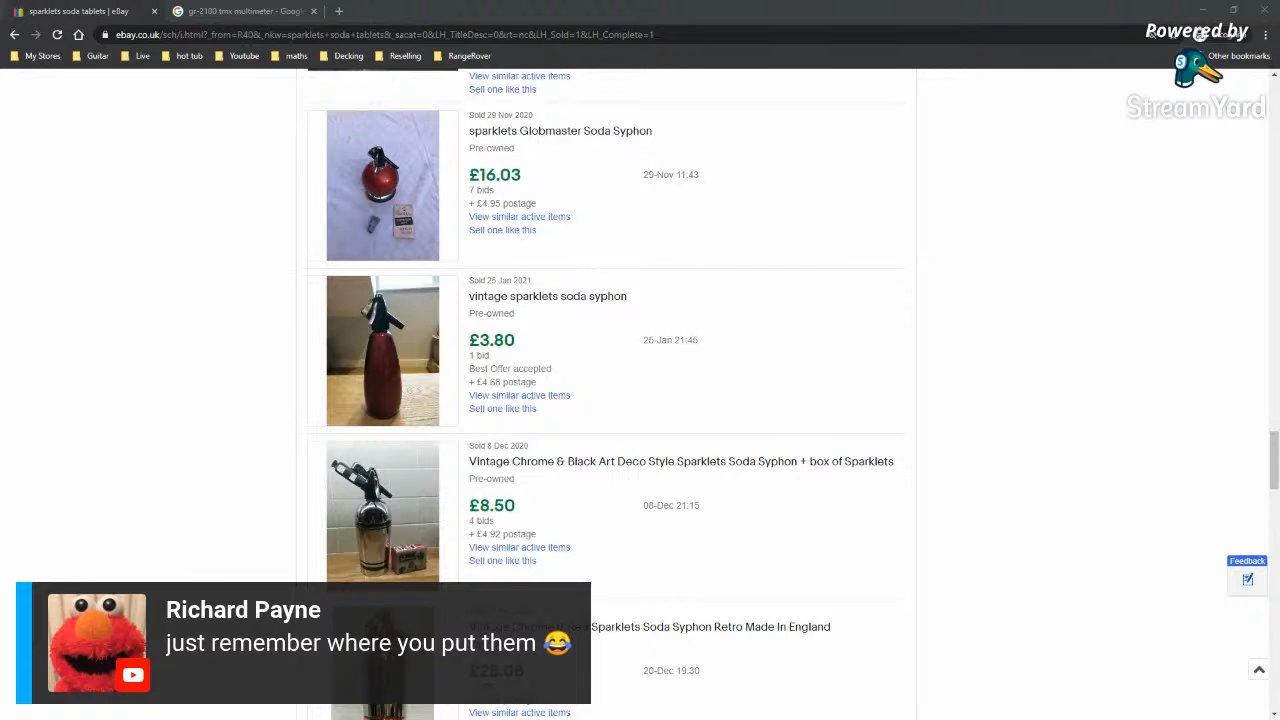 sparklets soda tablets | eBay
gr-2100 tmx multimeter - Google
ebay.co.uk/sch/i.html?_from=R40&_nkw=sparklets+soda+tablets&_sacat=0&LH_TitleDesc=0&rt=nc&LH_Sold=1&LH_Complete=1
My Stores Guitar Live hot tub Youtube maths Decking Reselling RangeRover Other bookmarks
Powered by
StreamYard
View similar active items
Sell one like this
Sold 29 Nov 2020
sparklets Globmaster Soda Syphon
Pre-owned
£16.03 29-Nov 11:43
7 bids
+ £4.95 postage
View similar active items
Sell one like this
Sold 25 Jan 2021
vintage sparklets soda syphon
Pre-owned
£3.80 25-Jan 21:45
1 bid
Best Offer accepted
+ £4.68 postage
View similar active items
Sell one like this
Sold 8 Dec 2020
Vintage Chrome & Black Art Deco Style Sparklets Soda Syphon + box of Sparklets
Pre-owned
£8.50 08-Dec 21:15
4 bids
+ £4.92 postage
View similar active items
Sell one like this
Feedback
Sparklets Soda Syphon Retro Made In England
20-Dec 19:30
View similar active items
Richard Payne
just remember where you put them 😂